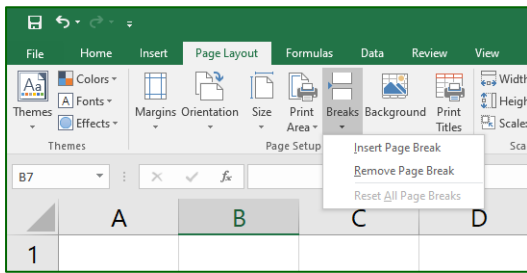 File Home Insert Page Layout Formulas Data Review View
Aa Colors Margins Orientation Size Print Area Breaks Background Print Titles Width
A Fonts Heigh
Themes Effects Scale
Themes Page Setup Sca
Insert Page Break
Remove Page Break
Reset All Page Breaks
B7 fx
A B C D
1